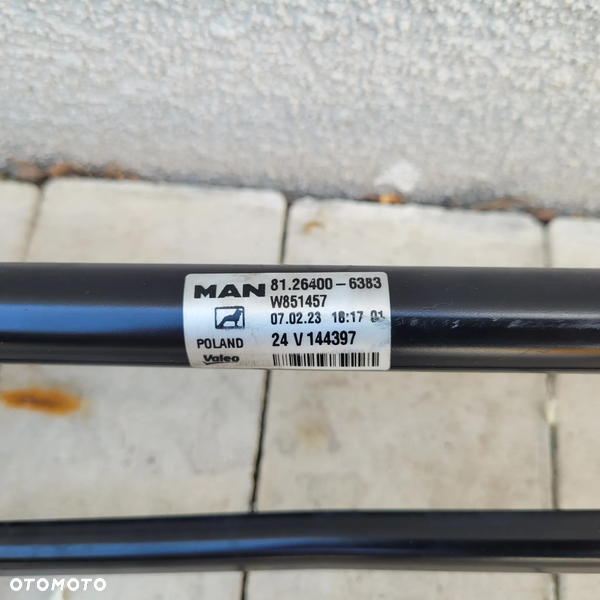 MAN 81.26400-6383
W851457
07.02.23 18:17 01
POLAND 24 V 144397
Valeo
OTOMOTO